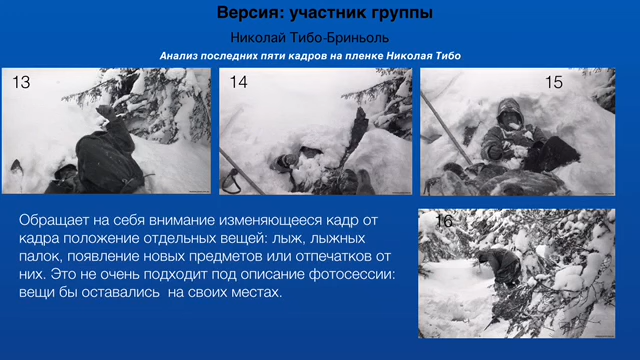 Версия: участник группы
Николай Тибо-Бриньоль
Анализ последних пяти кадров на пленке Николая Тибо
13
14
15
16
Обращает на себя внимание изменяющееся кадр от
кадра положение отдельных вещей: лыж, лыжных
палок, появление новых предметов или отпечатков от
них. Это не очень подходит под описание фотосессии:
вещи бы оставались на своих местах.